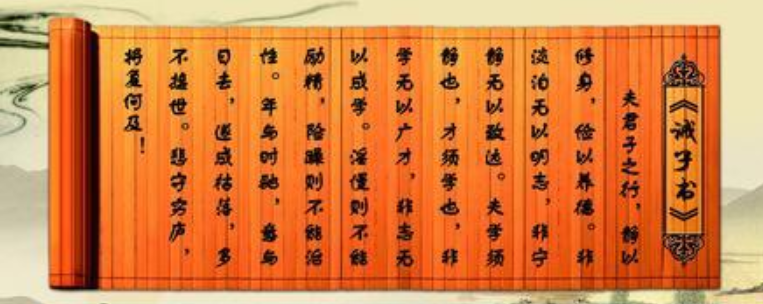 《诫子书》
夫君子之行，静以
修身，俭以养德。非
淡泊无以明志，非宁
静无以致远。夫学须
静也，才须学也，非
学无以广才，非志无
以成学。淫慢则不能
励精，险躁则不能治
性。年与时驰，意与
日去，遂成枯落，多
不接世。悲守穷庐，
将复何及！